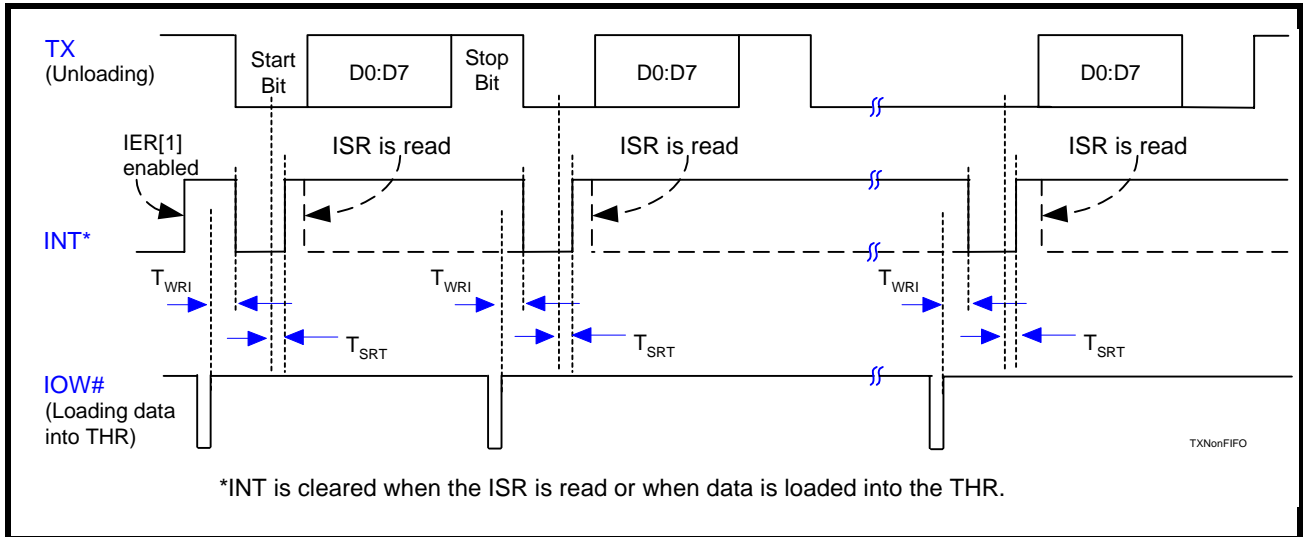 TX
(Unloading)
Start
Bit
D0:D7
Stop
Bit
D0:D7
D0:D7
IER[1]
enabled
ISR is read
ISR is read
ISR is read
INT*
TWRI
TWRI
TWRI
TSRT
TSRT
TSRT
IOW#
(Loading data
into THR)
TXNonFIFO
*INT is cleared when the ISR is read or when data is loaded into the THR.